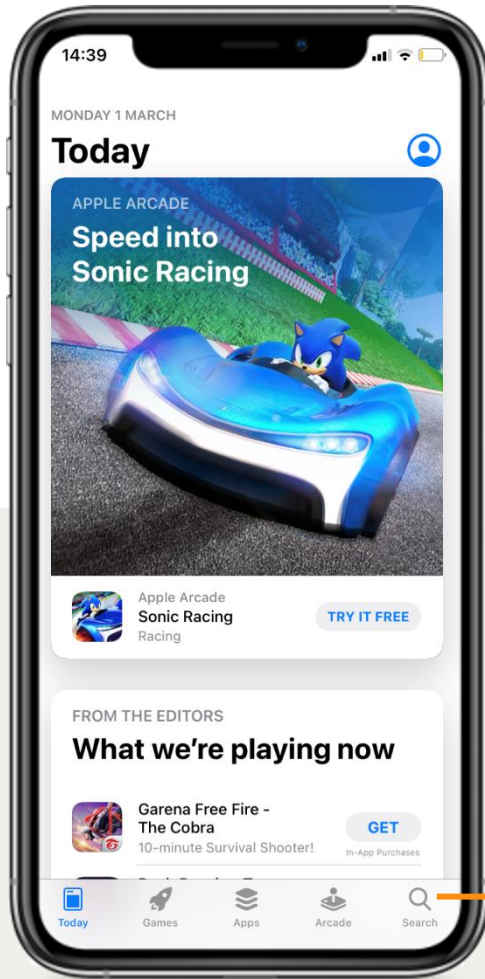 14:39
MONDAY 1 MARCH
Today
APPLE ARCADE
Speed into
Sonic Racing
Apple Arcade
Sonic Racing
TRY IT FREE
Racing
FROM THE EDITORS
What we're playing now
Garena Free Fire -
The Cobra
10-minute Survival Shooter!
GET
In-App Purchases
Today
Games
Apps
Arcade
Search